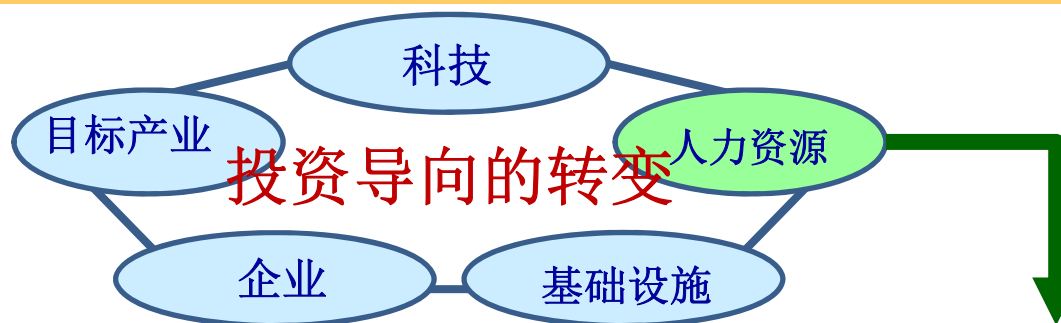 科技
目标产业
人力资源
投资导向的转变
企业
基础设施